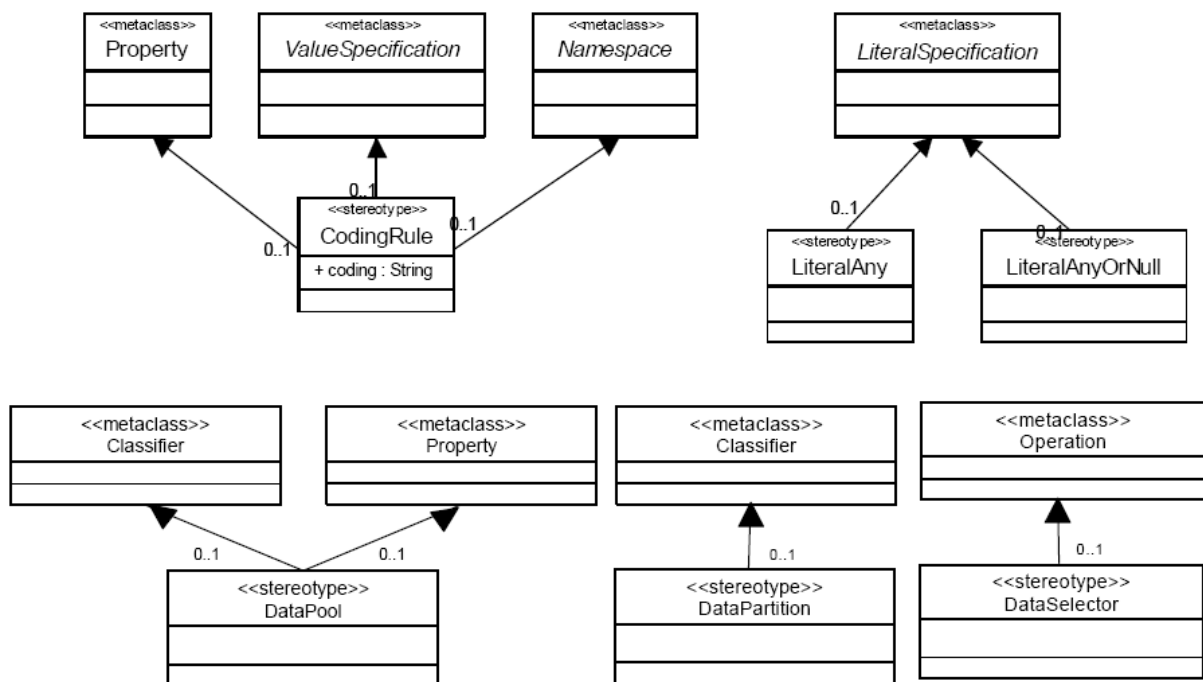 <<metaclass>>
Property
<<metaclass>>
ValueSpecification
<<metaclass>>
Namespace
<<metaclass>>
LiteralSpecification
0..1
0..1
0..1
<<stereotype>>
CodingRule
+ coding : String
0..1
0..1
<<stereotype>>
LiteralAny
<<stereotype>>
LiteralAnyOrNull
<<metaclass>>
Classifier
<<metaclass>>
Property
<<metaclass>>
Classifier
<<metaclass>>
Operation
0..1
0..1
0..1
0..1
<<stereotype>>
DataPool
<<stereotype>>
DataPartition
<<stereotype>>
DataSelector